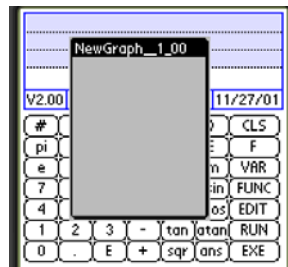 NewGraph__1_00
V2.00 11/27/01
# CLS
pi F
e VAR
7 FUNC
4 EDIT
1 2 3 - tan atan RUN
0 . E + sqr ans EXE